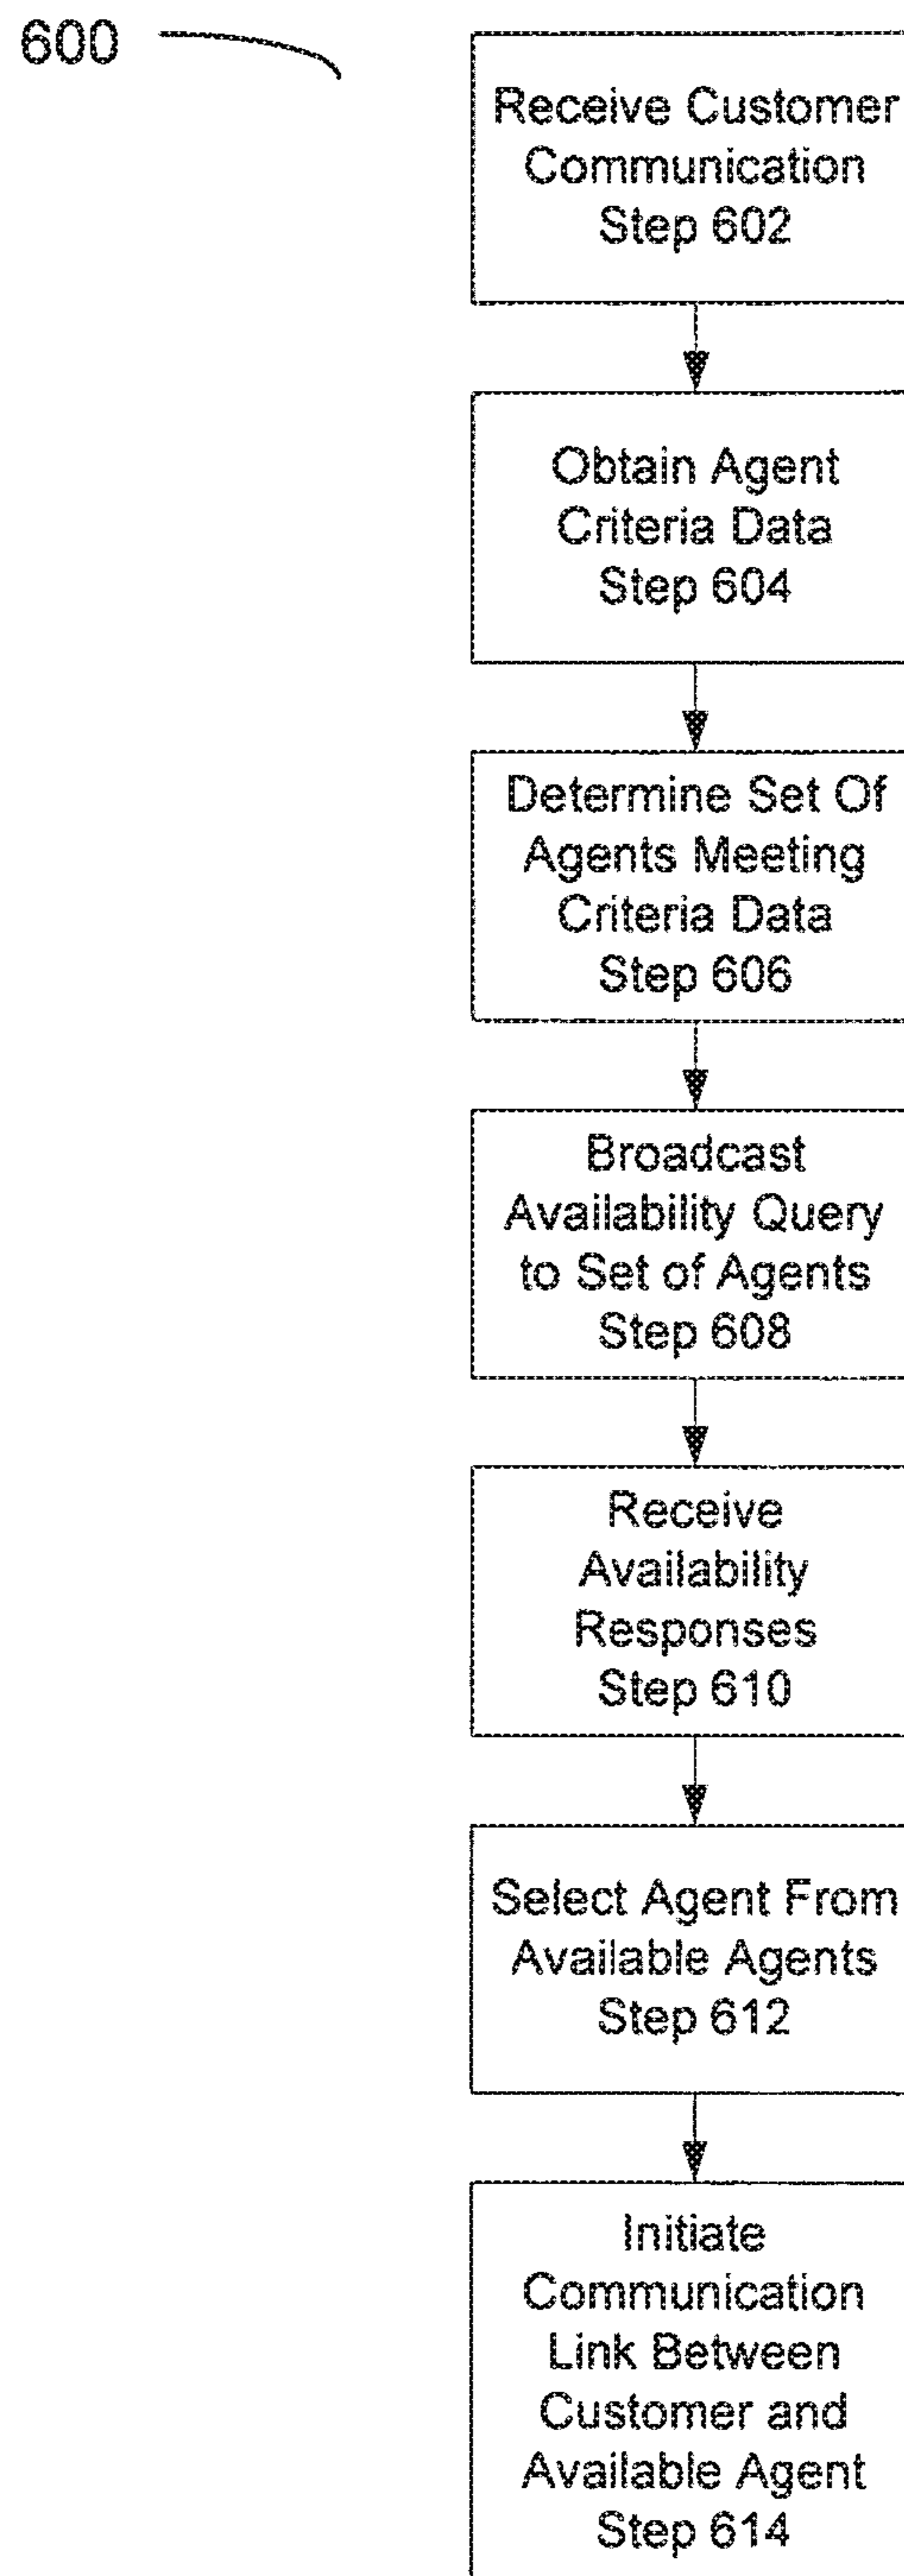 600
Receive Customer
Communication
Step 602
Obtain Agent
Criteria Data
Step 604
Determine Set Of
Agents Meeting
Criteria Data
Step 606
Broadcast
Availability Query
to Set of Agents
Step 608
Receive
Availability
Responses
Step 610
Select Agent From
Available Agents
Step 612
Initiate
Communication
Link Between
Customer and
Available Agent
Step 614